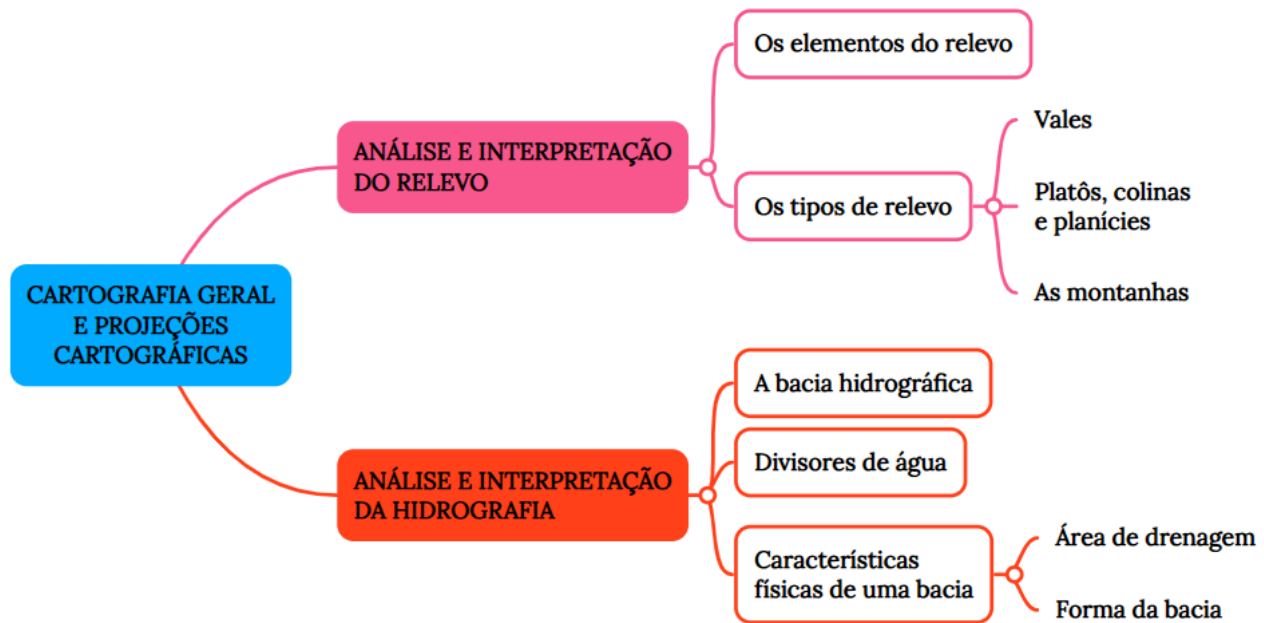 CARTOGRAFIA GERAL
E PROJEÇÕES
CARTOGRÁFICAS
ANÁLISE E INTERPRETAÇÃO
DO RELEVO
Os elementos do relevo
Os tipos de relevo
Vales
Platôs, colinas
e planícies
As montanhas
ANÁLISE E INTERPRETAÇÃO
DA HIDROGRAFIA
A bacia hidrográfica
Divisores de água
Características
físicas de uma bacia
Área de drenagem
Forma da bacia